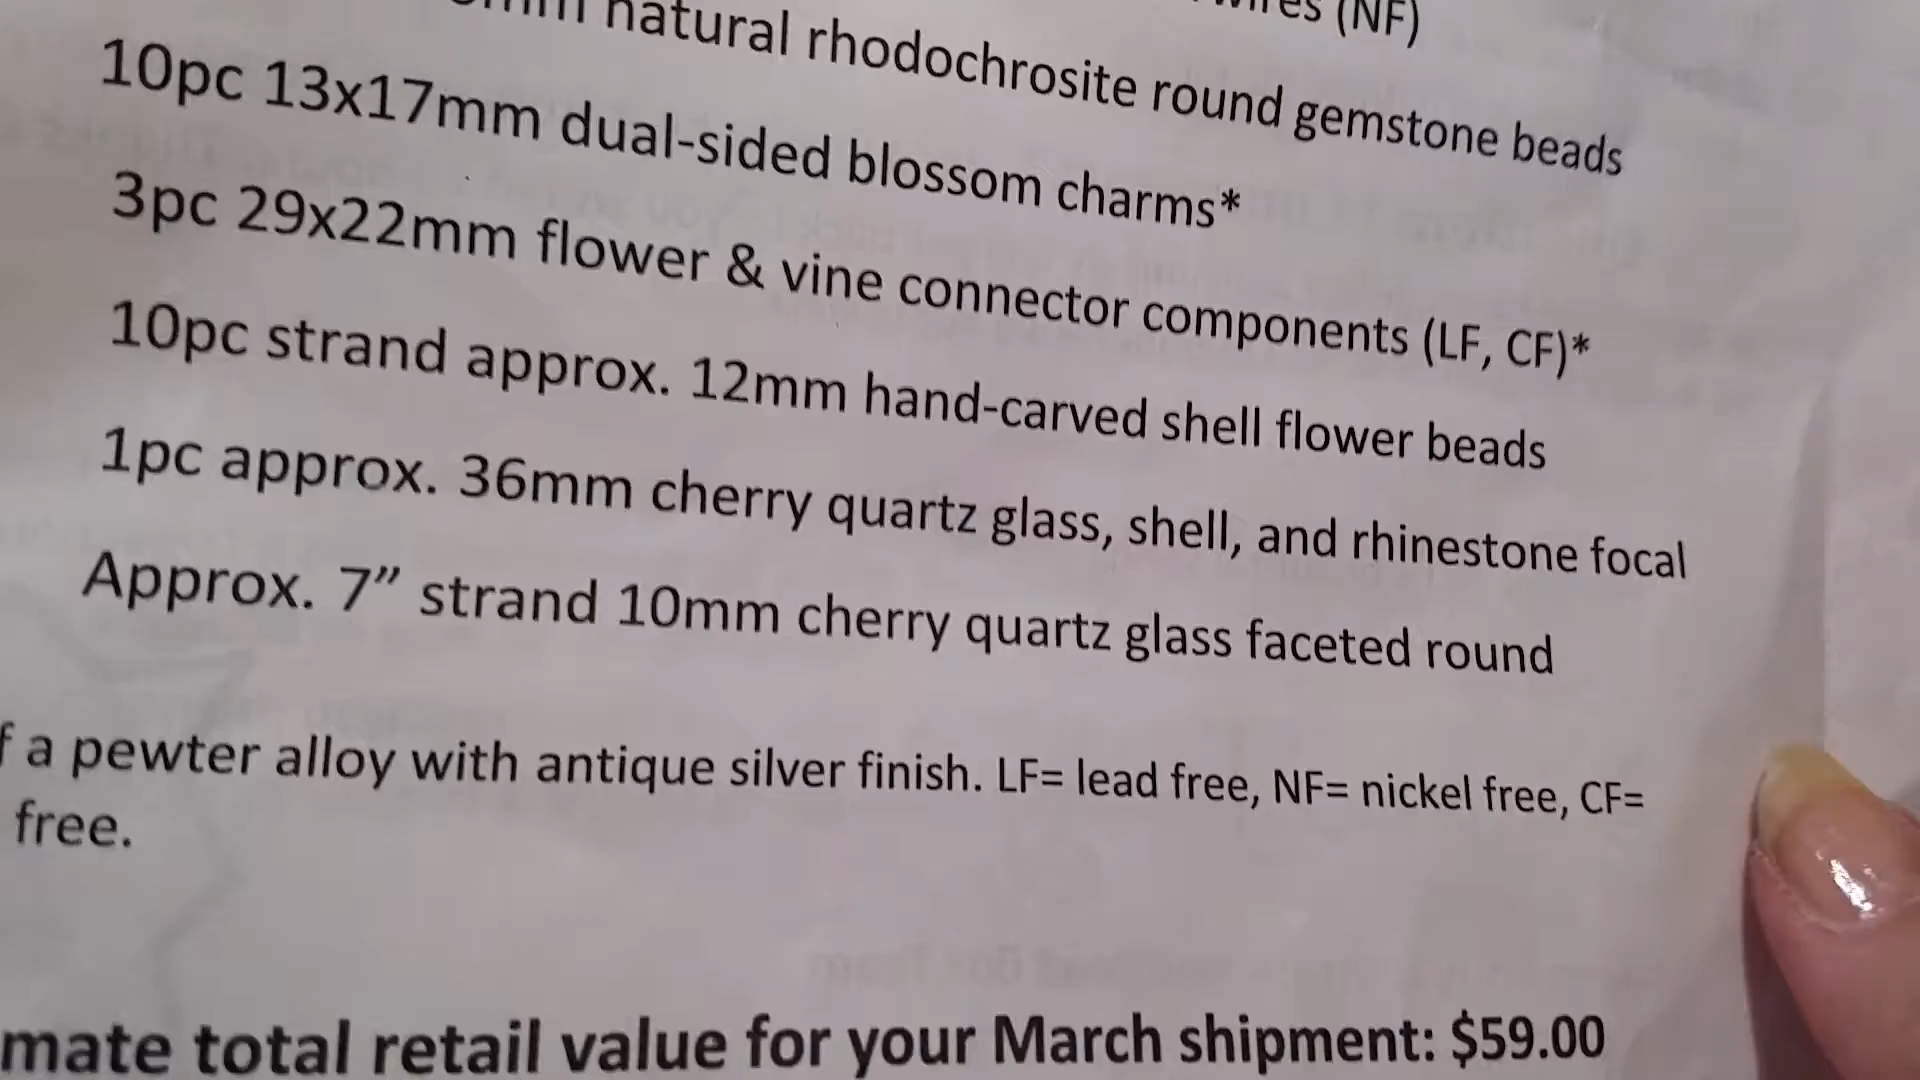 (NF)
natural rhodochrosite round gemstone beads
10pc 13x17mm dual-sided blossom charms*
3pc 29x22mm flower & vine connector components (LF, CF)*
10pc strand approx. 12mm hand-carved shell flower beads
1pc approx. 36mm cherry quartz glass, shell, and rhinestone focal
Approx. 7” strand 10mm cherry quartz glass faceted round
a pewter alloy with antique silver finish. LF= lead free, NF= nickel free, CF=
free.
mate total retail value for your March shipment: $59.00